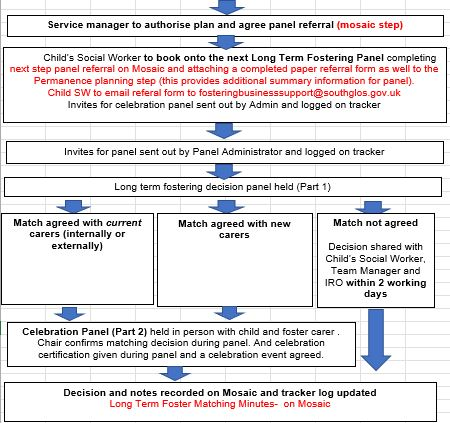 Service manager to authorise plan and agree panel referral (mosaic step)
Child's Social Worker to book onto the next Long Term Fostering Panel completing
next step panel referral on Mosaic and attaching a completed paper referral form as well to the
Permanence planning step (this provides additional summary information for panel).
Child SW to email referal form to fosteringbusinesssupport@southglos.gov.uk
Invites for celebration panel sent out by Admin and logged on tracker
Invites for panel sent out by Panel Administrator and logged on tracker
Long term fostering decision panel held (Part 1)
Match agreed with current
carers (internally or
externally)
Match agreed with new
carers
Match not agreed
Decision shared with
Child's Social Worker,
Team Manager and
IRO within 2 working
days
Celebration Panel (Part 2) held in person with child and foster carer .
Chair confirms matching decision during panel. And celebration
certification given during panel and a celebration event agreed.
Decision and notes recorded on Mosaic and tracker log updated
Long Term Foster Matching Minutes- on Mosaic